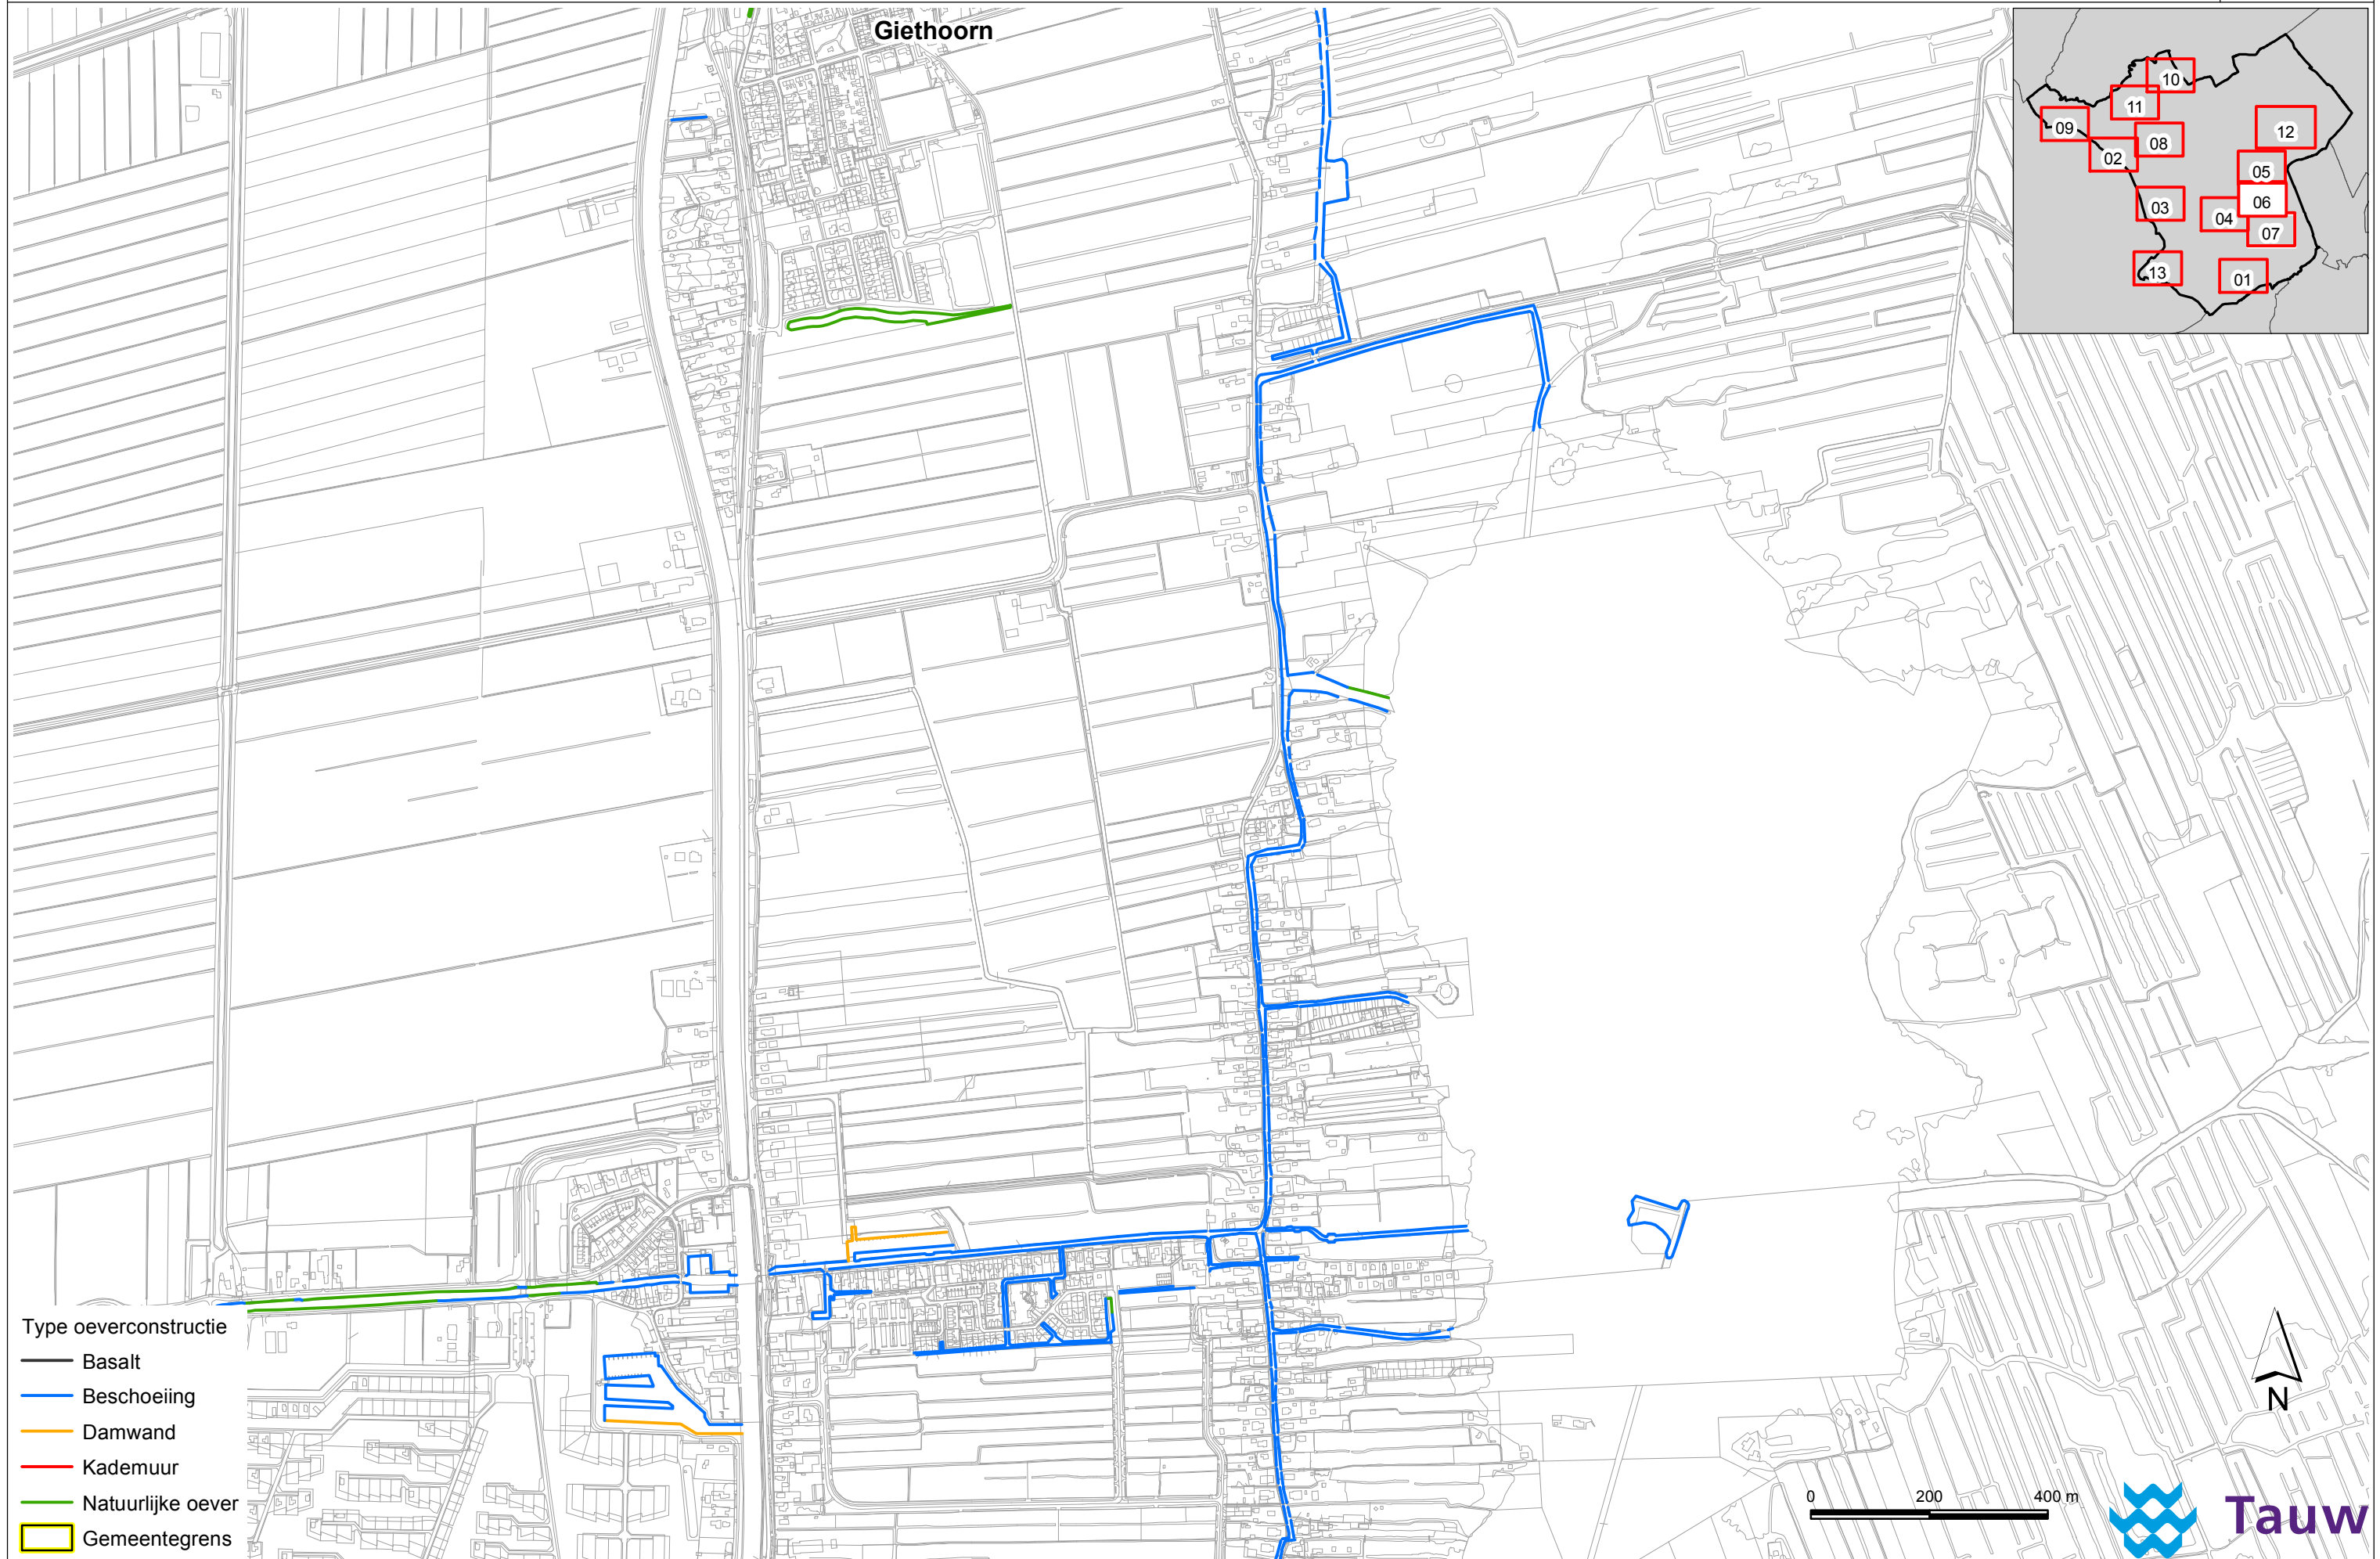 Giethoorn
10
11
09
12
08
02
05
03
06
04
07
13
01
Type oeverconstructie
Basalt
Beschoeiing
Damwand
Kademuur
Natuurlijke oever
Gemeentegrens
N
0 200 400 m
Tauw